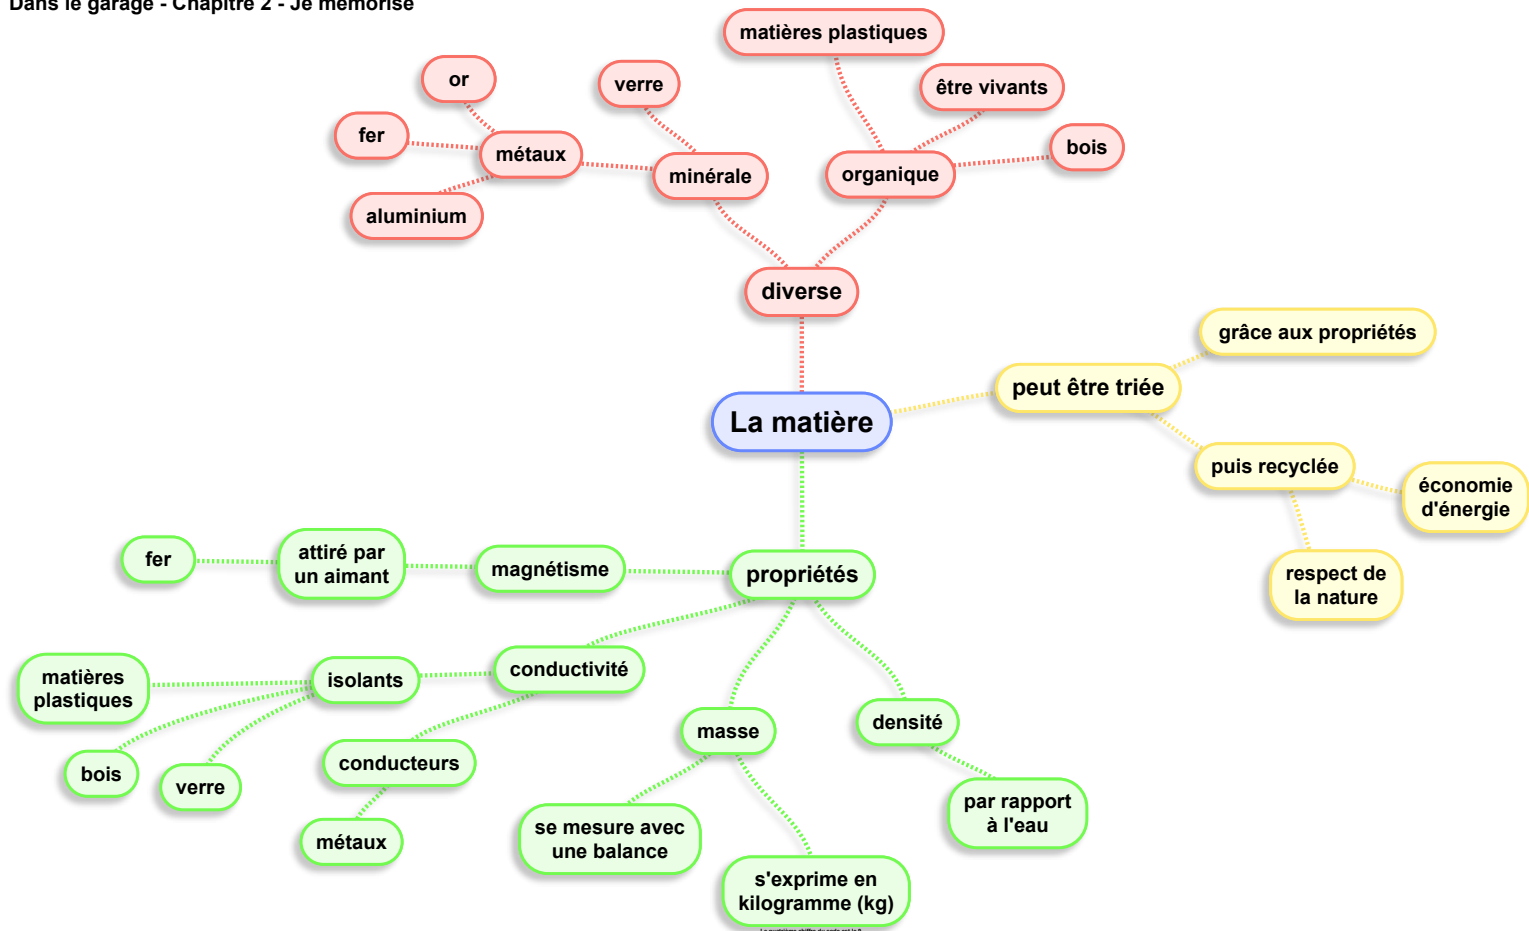 Dans le garage - Chapitre 2 - Je mémorise
matières plastiques
or
verre
être vivants
fer
métaux
bois
minérale
organique
aluminium
diverse
grâce aux propriétés
peut être triée
La matière
puis recyclée
économie
d'énergie
respect de
la nature
fer
attiré par
un aimant
magnétisme
propriétés
matières
plastiques
isolants
conductivité
bois
verre
conducteurs
métaux
masse
densité
se mesure avec
une balance
par rapport
à l'eau
s'exprime en
kilogramme (kg)